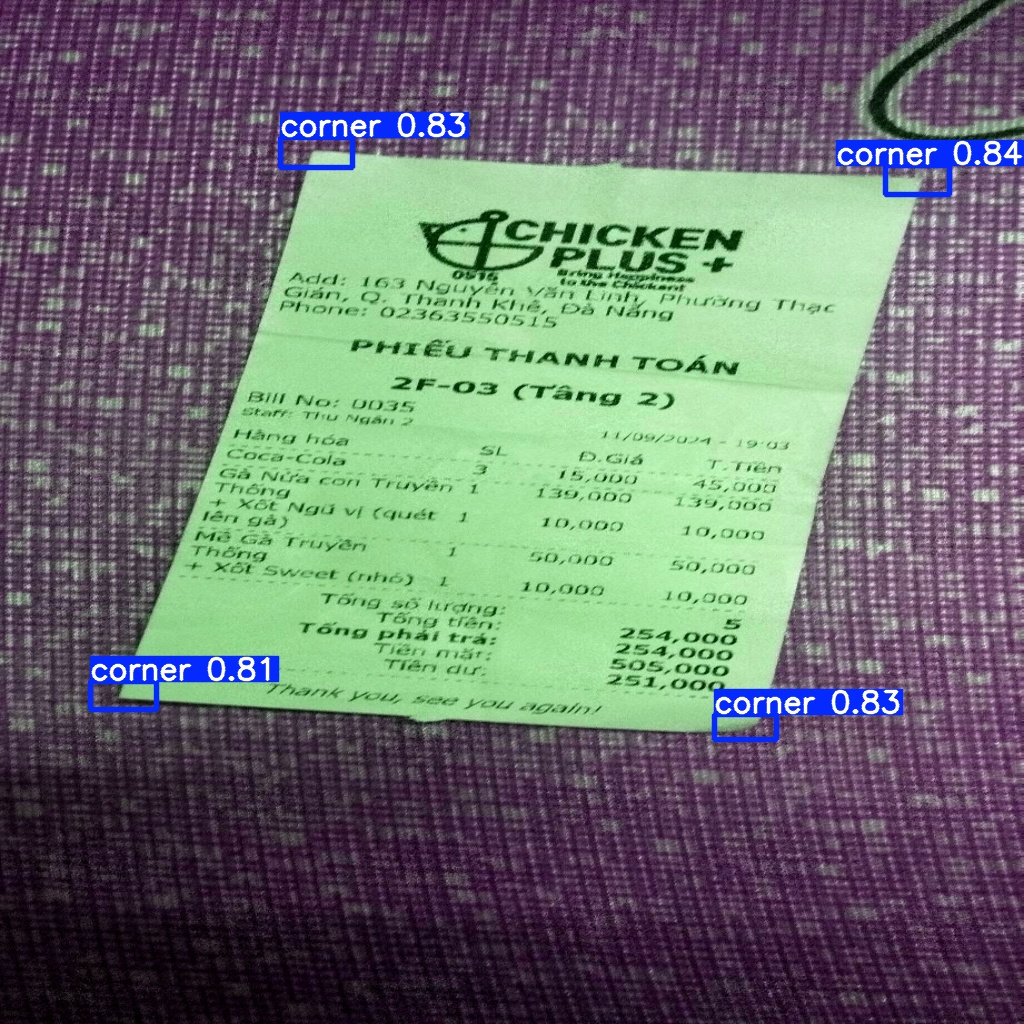 corner 0.83
corner 0.84
CHICKEN
PLUS +
0515
Bring Happiness
to the Chickent
Add: 163 Nguyễn Văn Linh, Phường Thạc
Gián, Q. Thanh Khê, Đà Nẵng
Phone: 02363550515
PHIẾU THANH TOÁN
2F-03 (Tầng 2)
Bill No: 0035
Staff: Thu Ngân 2
11/09/2024 - 19:03
Hàng hóa SL Đ.Giá T.Tiền
Coca-Cola 3 15,000 45,000
Gà Nửa con Truyền 1 139,000 139,000
Thống
+ Xốt Ngũ vị (quét 1 10,000 10,000
lên gà)
Mề Gà Truyền 1 50,000 50,000
Thống
+ Xốt Sweet (nhỏ) 1 10,000 10,000
Tổng số lượng: 5
Tổng tiền: 254,000
Tổng phải trả: 254,000
Tiền mặt: 505,000
Tiền dư: 251,000
Thank you, see you again!
corner 0.81
corner 0.83